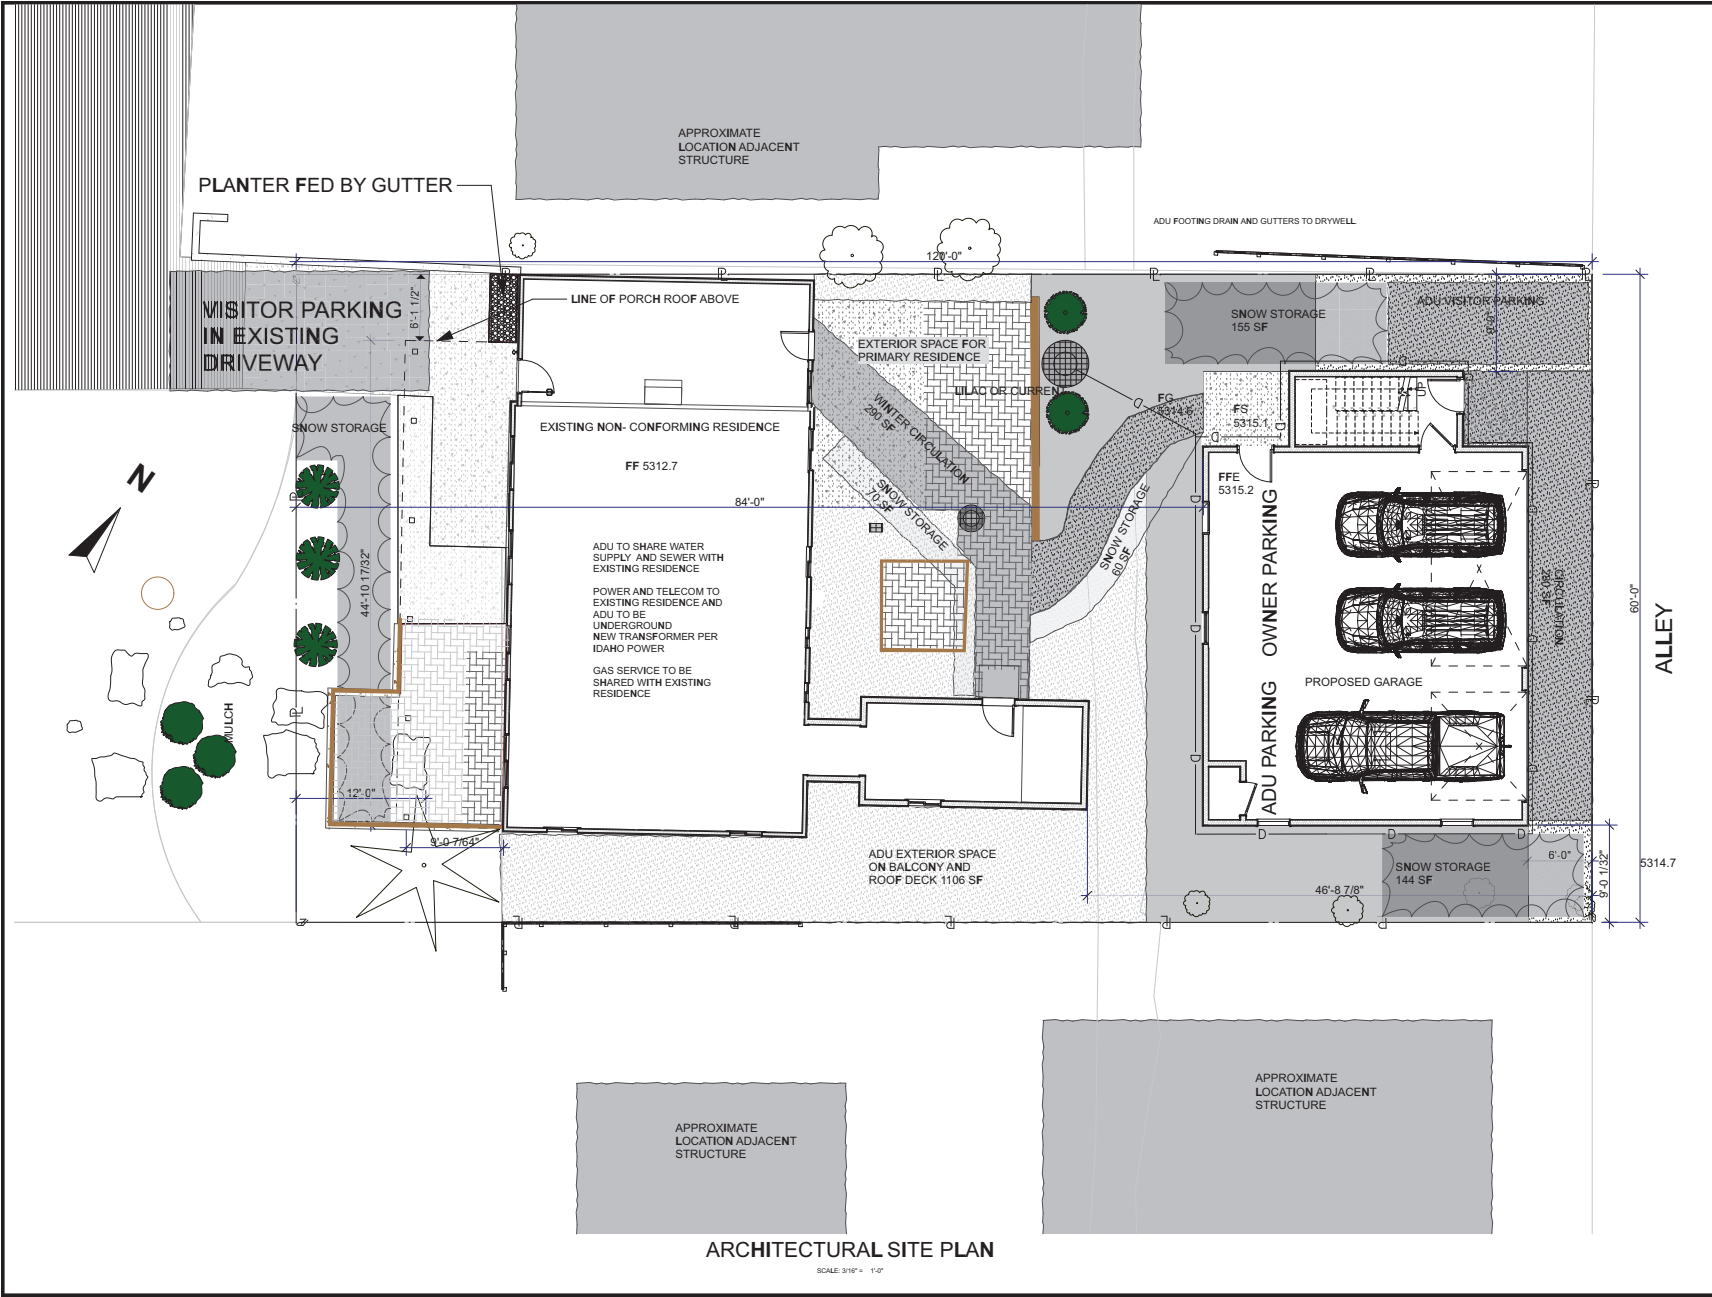 APPROXIMATE
LOCATION ADJACENT
STRUCTURE
PLANTER FED BY GUTTER
ADU FOOTING DRAIN AND GUTTERS TO DRYWELL
120'-0"
VISITOR PARKING
IN EXISTING
DRIVEWAY
6'-1 1/2"
LINE OF PORCH ROOF ABOVE
EXTERIOR SPACE FOR
PRIMARY RESIDENCE
LILAC OR CURRENT
SNOW STORAGE
155 SF
ADU VISITOR PARKING
SNOW STORAGE
EXISTING NON- CONFORMING RESIDENCE
FF 5312.7
WINTER CIRCULATION
290 SF
FG
FS
5315.1
UP
N
84'-0"
SNOW STORAGE
70 SF
SNOW STORAGE
60 SF
FFE
5315.2
ADU TO SHARE WATER
SUPPLY AND SEWER WITH
EXISTING RESIDENCE
POWER AND TELECOM TO
EXISTING RESIDENCE AND
ADU TO BE
UNDERGROUND
NEW TRANSFORMER PER
IDAHO POWER
GAS SERVICE TO BE
SHARED WITH EXISTING
RESIDENCE
44'-10 17/32"
ADU PARKING OWNER PARKING
PROPOSED GARAGE
CIRCULATION
60'-0"
ALLEY
MULCH
12'-0"
9'-0 7/64"
ADU EXTERIOR SPACE
ON BALCONY AND
ROOF DECK 1106 SF
SNOW STORAGE
144 SF
46'-8 7/8"
6'-0"
9'-0 1/32"
5314.7
APPROXIMATE
LOCATION ADJACENT
STRUCTURE
APPROXIMATE
LOCATION ADJACENT
STRUCTURE
ARCHITECTURAL SITE PLAN
SCALE: 3/16" = 1'-0"